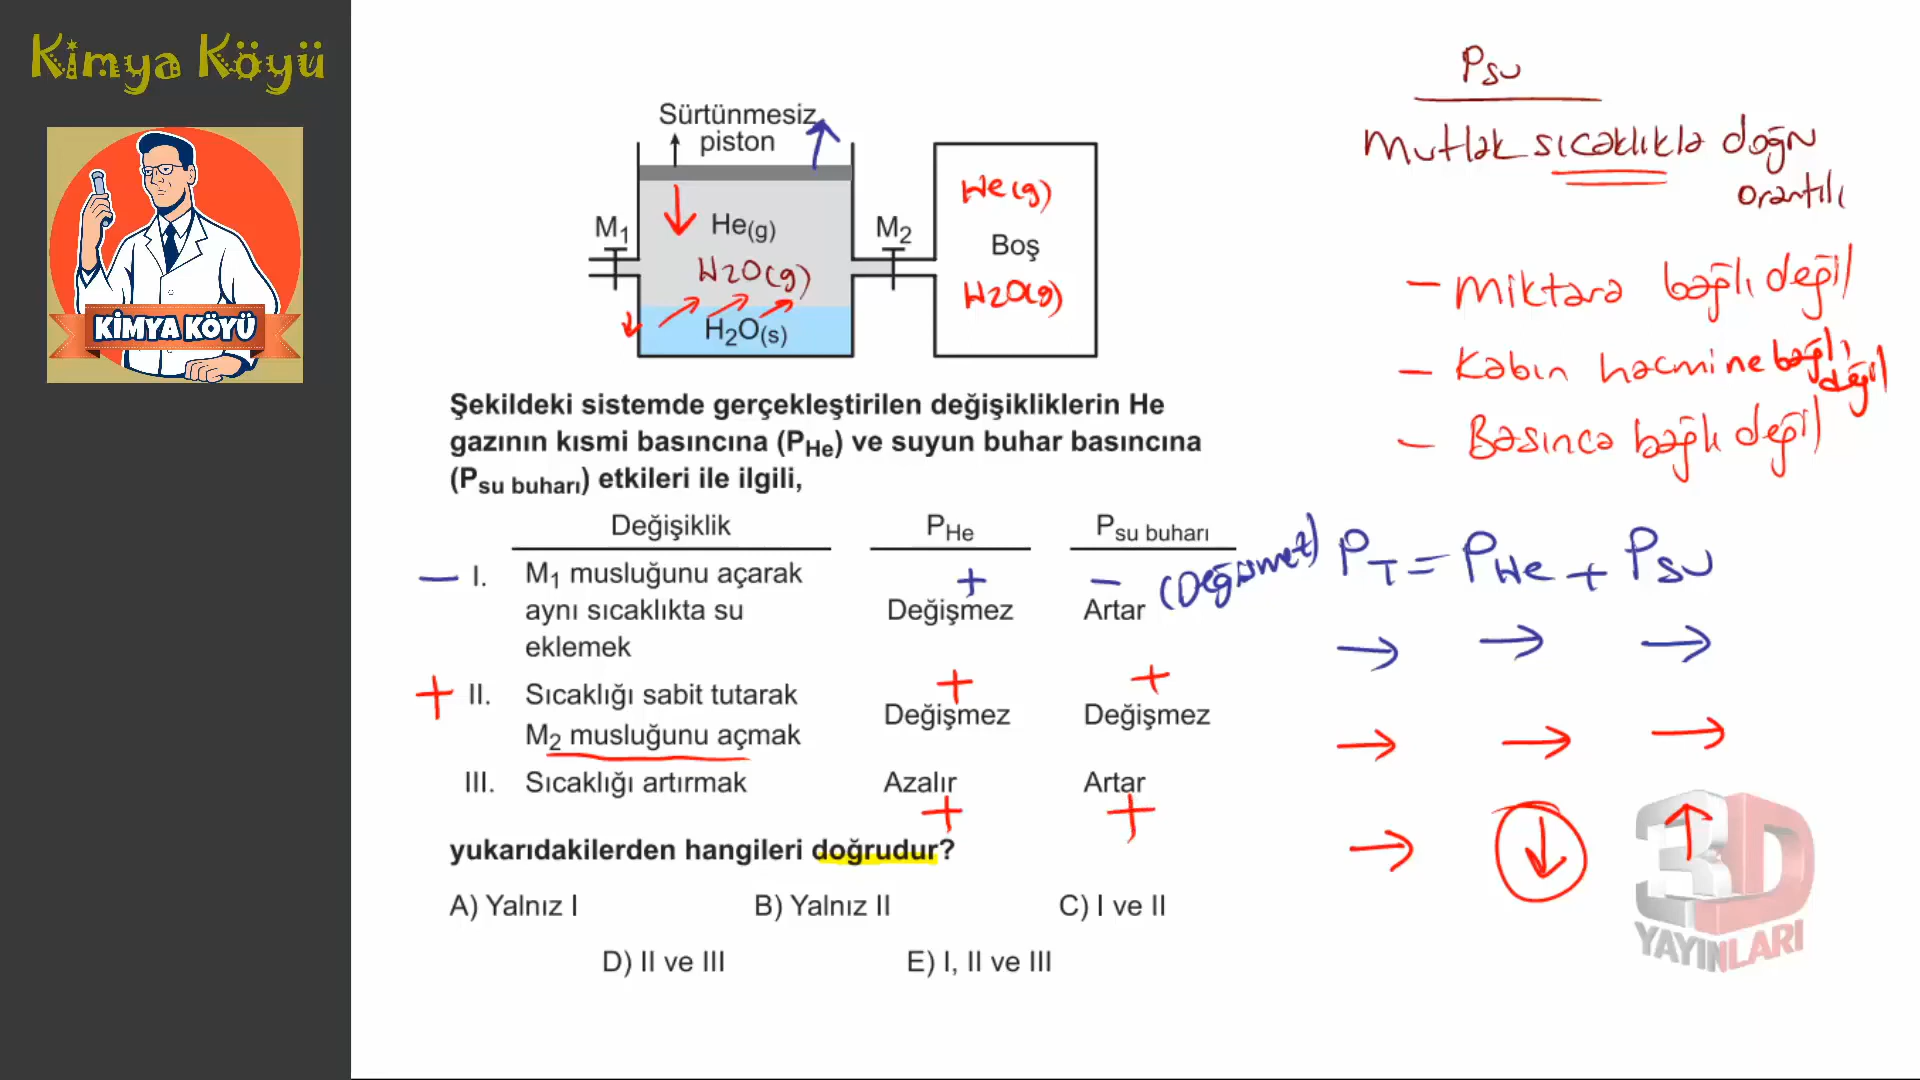 Kimya Köyü
KİMYA KÖYÜ
Sürtünmesiz
piston
M1
He(g)
H2O(g)
H2O(s)
M2
He(g)
Boş
H2O(g)
Psu
Mutlak sıcaklıkla doğru
orantılı
- Miktara bağlı değil
- Kabın hacmine bağlı
değil
- Basınca bağlı değil
Şekildeki sistemde gerçekleştirilen değişikliklerin He
gazının kısmi basıncına (PHe) ve suyun buhar basıncına
(Psu buharı) etkileri ile ilgili,
Değişiklik PHe Psu buharı
- I. M1 musluğunu açarak + - (Değişmez)
aynı sıcaklıkta su Değişmez Artar
eklemek
PT = PHe + Psu
→ → →
+ II. Sıcaklığı sabit tutarak + +
M2 musluğunu açmak Değişmez Değişmez
→ → →
III. Sıcaklığı artırmak Azalır Artar
+ +
→ ↓ ↑
yukarıdakilerden hangileri doğrudur?
A) Yalnız I B) Yalnız II C) I ve II
D) II ve III E) I, II ve III
3D
YAYINLARI